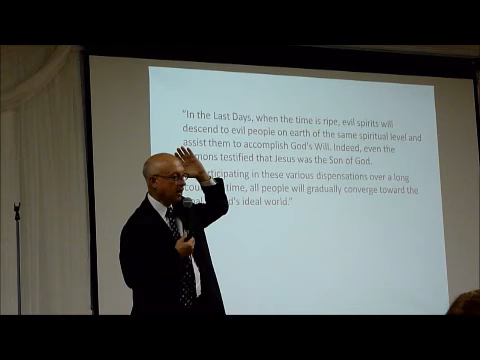 "In the Last Days, when the time is ripe, evil spirits will
descend to evil people on earth of the same spiritual level and
assist them to accomplish God's Will. Indeed, even the
testified that Jesus was the Son of God.
participating in these various dispensations over a long
time, all people will gradually converge toward the
ideal world."